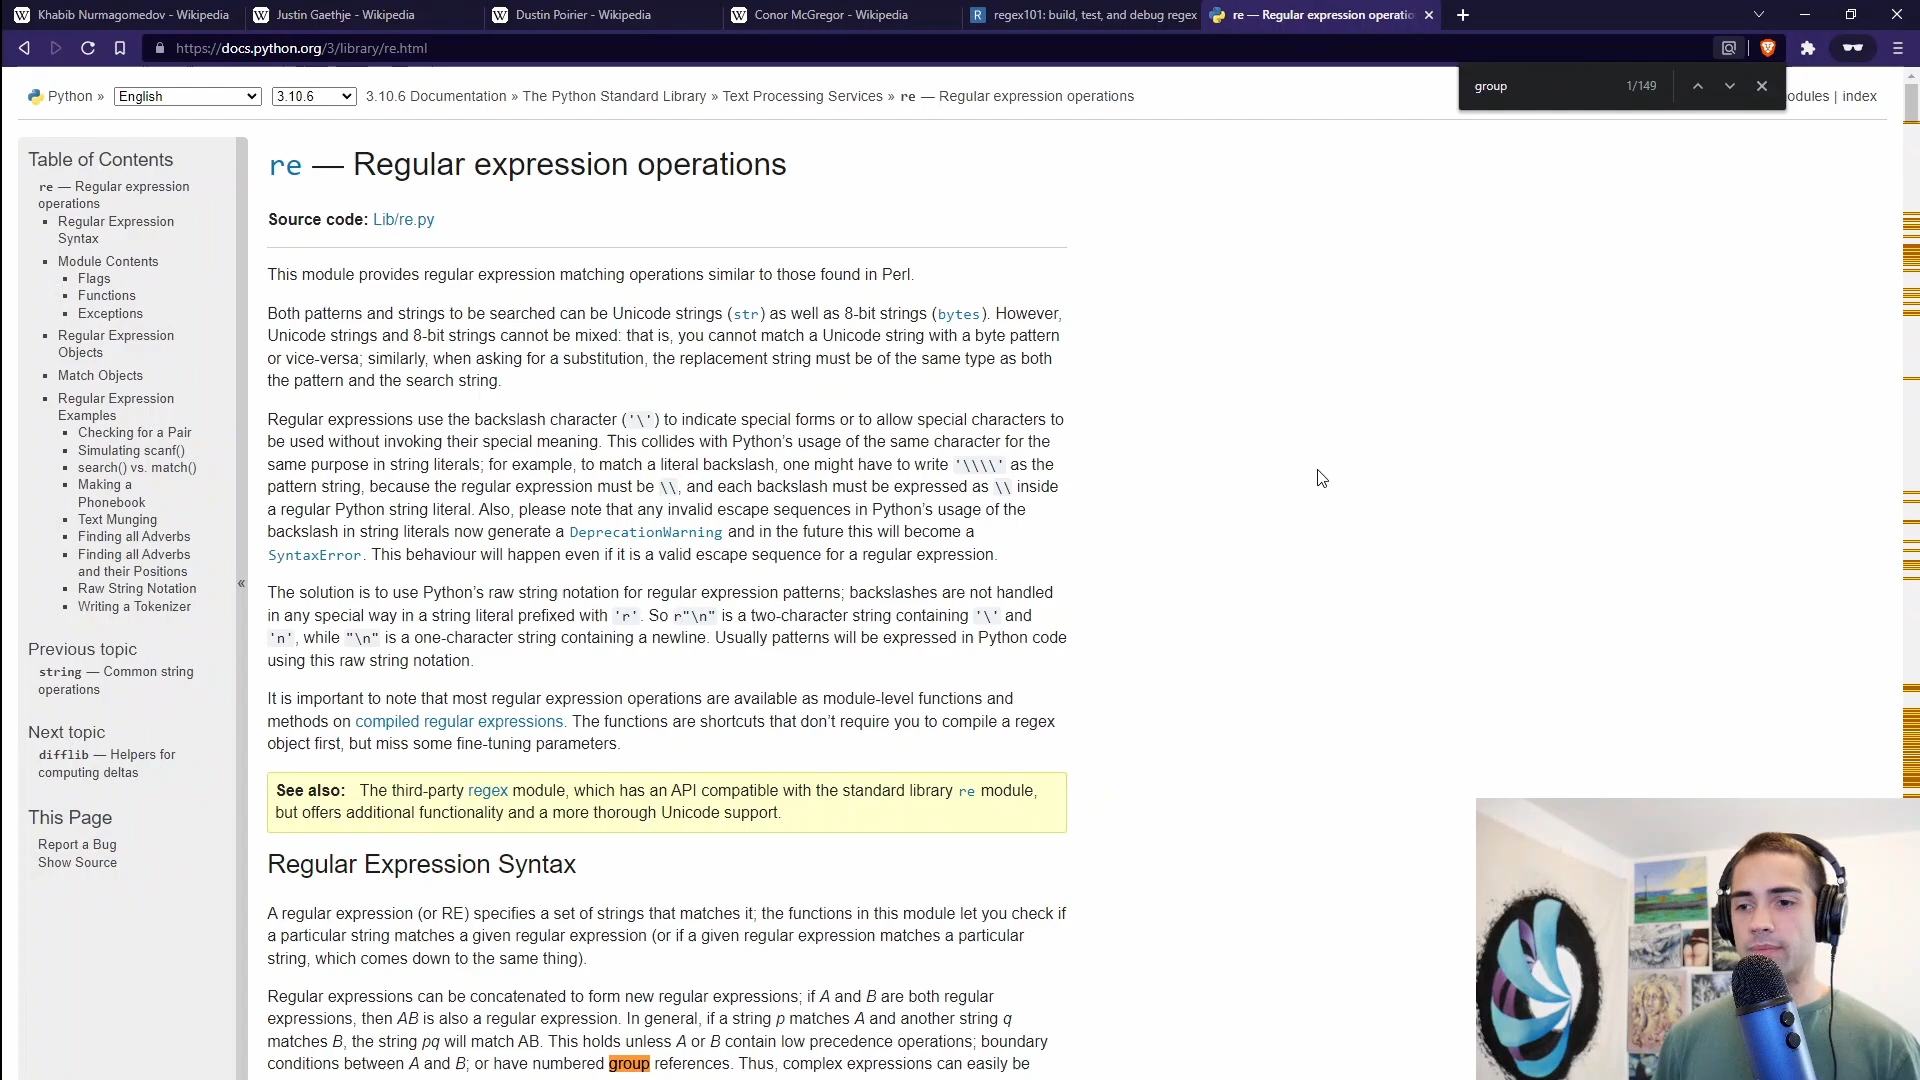 Khabib Nurmagomedov - Wikipedia
Justin Gaethje - Wikipedia
Dustin Poirier - Wikipedia
Conor McGregor - Wikipedia
regex101: build, test, and debug regex
re — Regular expression operatio
https://docs.python.org/3/library/re.html
group 1/149
Python » English 3.10.6 3.10.6 Documentation » The Python Standard Library » Text Processing Services » re — Regular expression operations
odules | index
Table of Contents
re — Regular expression
operations
Regular Expression
Syntax
Module Contents
Flags
Functions
Exceptions
Regular Expression
Objects
Match Objects
Regular Expression
Examples
Checking for a Pair
Simulating scanf()
search() vs. match()
Making a
Phonebook
Text Munging
Finding all Adverbs
Finding all Adverbs
and their Positions
Raw String Notation
Writing a Tokenizer
Previous topic
string — Common string
operations
Next topic
difflib — Helpers for
computing deltas
This Page
Report a Bug
Show Source
«
re — Regular expression operations
Source code: Lib/re.py
This module provides regular expression matching operations similar to those found in Perl.
Both patterns and strings to be searched can be Unicode strings (str) as well as 8-bit strings (bytes). However,
Unicode strings and 8-bit strings cannot be mixed: that is, you cannot match a Unicode string with a byte pattern
or vice-versa; similarly, when asking for a substitution, the replacement string must be of the same type as both
the pattern and the search string.
Regular expressions use the backslash character ('\') to indicate special forms or to allow special characters to
be used without invoking their special meaning. This collides with Python's usage of the same character for the
same purpose in string literals; for example, to match a literal backslash, one might have to write '\\\\' as the
pattern string, because the regular expression must be \\, and each backslash must be expressed as \\ inside
a regular Python string literal. Also, please note that any invalid escape sequences in Python's usage of the
backslash in string literals now generate a DeprecationWarning and in the future this will become a
SyntaxError. This behaviour will happen even if it is a valid escape sequence for a regular expression.
The solution is to use Python's raw string notation for regular expression patterns; backslashes are not handled
in any special way in a string literal prefixed with 'r'. So r"\n" is a two-character string containing '\' and
'n', while "\n" is a one-character string containing a newline. Usually patterns will be expressed in Python code
using this raw string notation.
It is important to note that most regular expression operations are available as module-level functions and
methods on compiled regular expressions. The functions are shortcuts that don't require you to compile a regex
object first, but miss some fine-tuning parameters.
See also: The third-party regex module, which has an API compatible with the standard library re module,
but offers additional functionality and a more thorough Unicode support.
Regular Expression Syntax
A regular expression (or RE) specifies a set of strings that matches it; the functions in this module let you check if
a particular string matches a given regular expression (or if a given regular expression matches a particular
string, which comes down to the same thing).
Regular expressions can be concatenated to form new regular expressions; if A and B are both regular
expressions, then AB is also a regular expression. In general, if a string p matches A and another string q
matches B, the string pq will match AB. This holds unless A or B contain low precedence operations; boundary
conditions between A and B; or have numbered group references. Thus, complex expressions can easily be